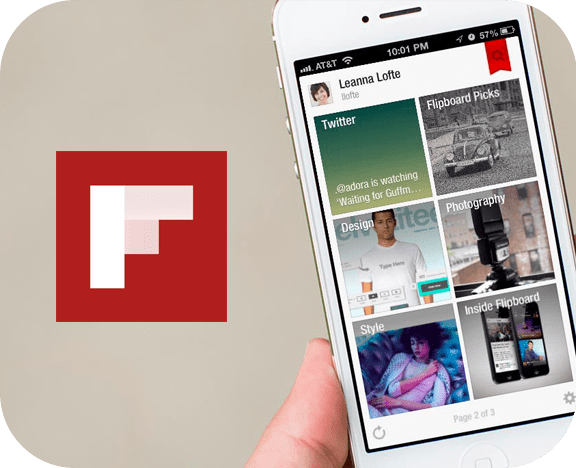 AT&T 10:01 PM 57%
Leanna Lofte
llofte
Twitter
.@adora is watching
'Waiting for Guffm...
Flipboard Picks
Design
Type Here
Photography
Style
Inside Flipboard
Page 2 of 3